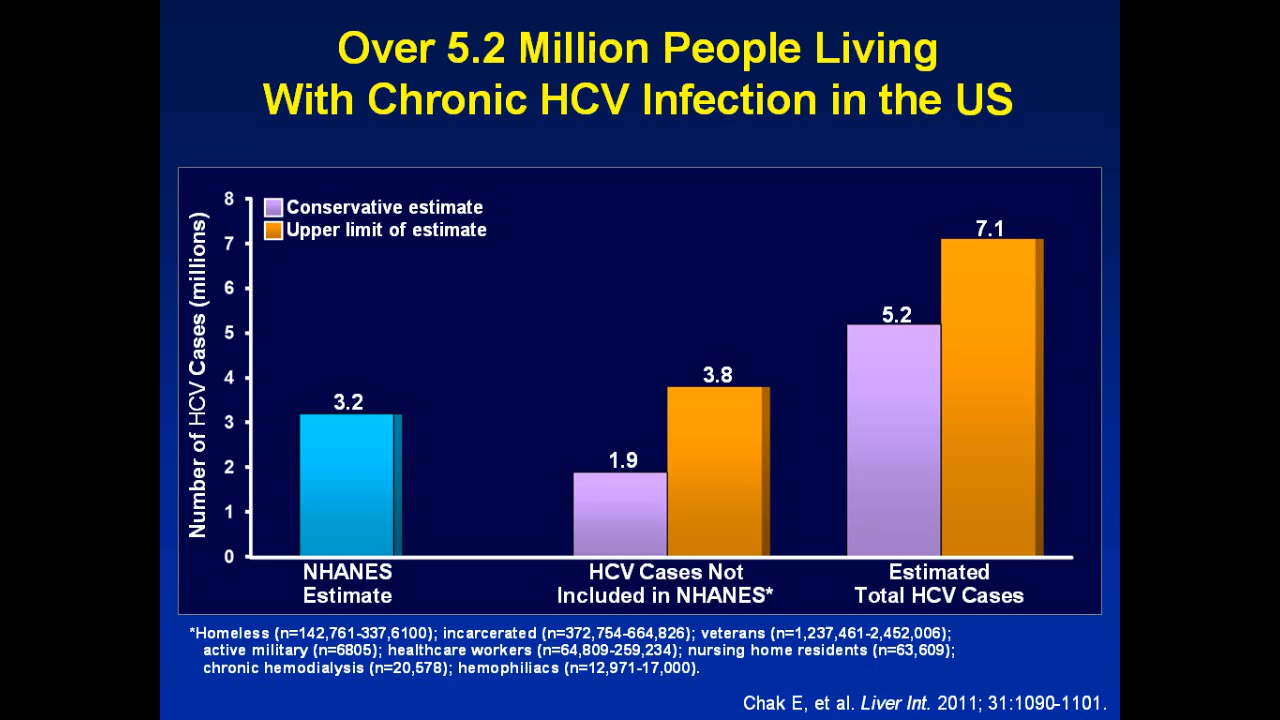 Over 5.2 Million People Living
With Chronic HCV Infection in the US
Number of HCV Cases (millions)
8
7
6
5
4
3
2
1
0
Conservative estimate
Upper limit of estimate
3.2
1.9
3.8
5.2
7.1
NHANES
Estimate
HCV Cases Not
Included in NHANES*
Estimated
Total HCV Cases
*Homeless (n=142,761-337,6100); incarcerated (n=372,754-664,826); veterans (n=1,237,461-2,452,006);
active military (n=6805); healthcare workers (n=64,809-259,234); nursing home residents (n=63,609);
chronic hemodialysis (n=20,578); hemophiliacs (n=12,971-17,000).
Chak E, et al. Liver Int. 2011; 31:1090-1101.